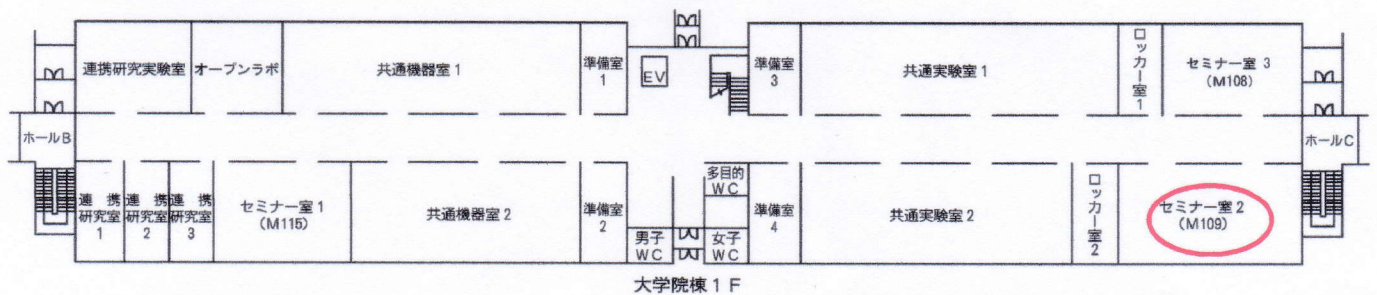 連携研究実験室
オープンラボ
共通機器室1
準備室
1
EV
準備室
3
共通実験室1
ロッカー室1
セミナー室 3
(M108)
ホールB
ホールC
連携
研究室
1
連携
研究室
2
連携
研究室
3
セミナー室 1
(M115)
共通機器室 2
準備室
2
男子
WC
多目的
WC
女子
WC
準備室
4
共通実験室 2
ロッカー室2
セミナー室 2
(M109)
大学院棟1F